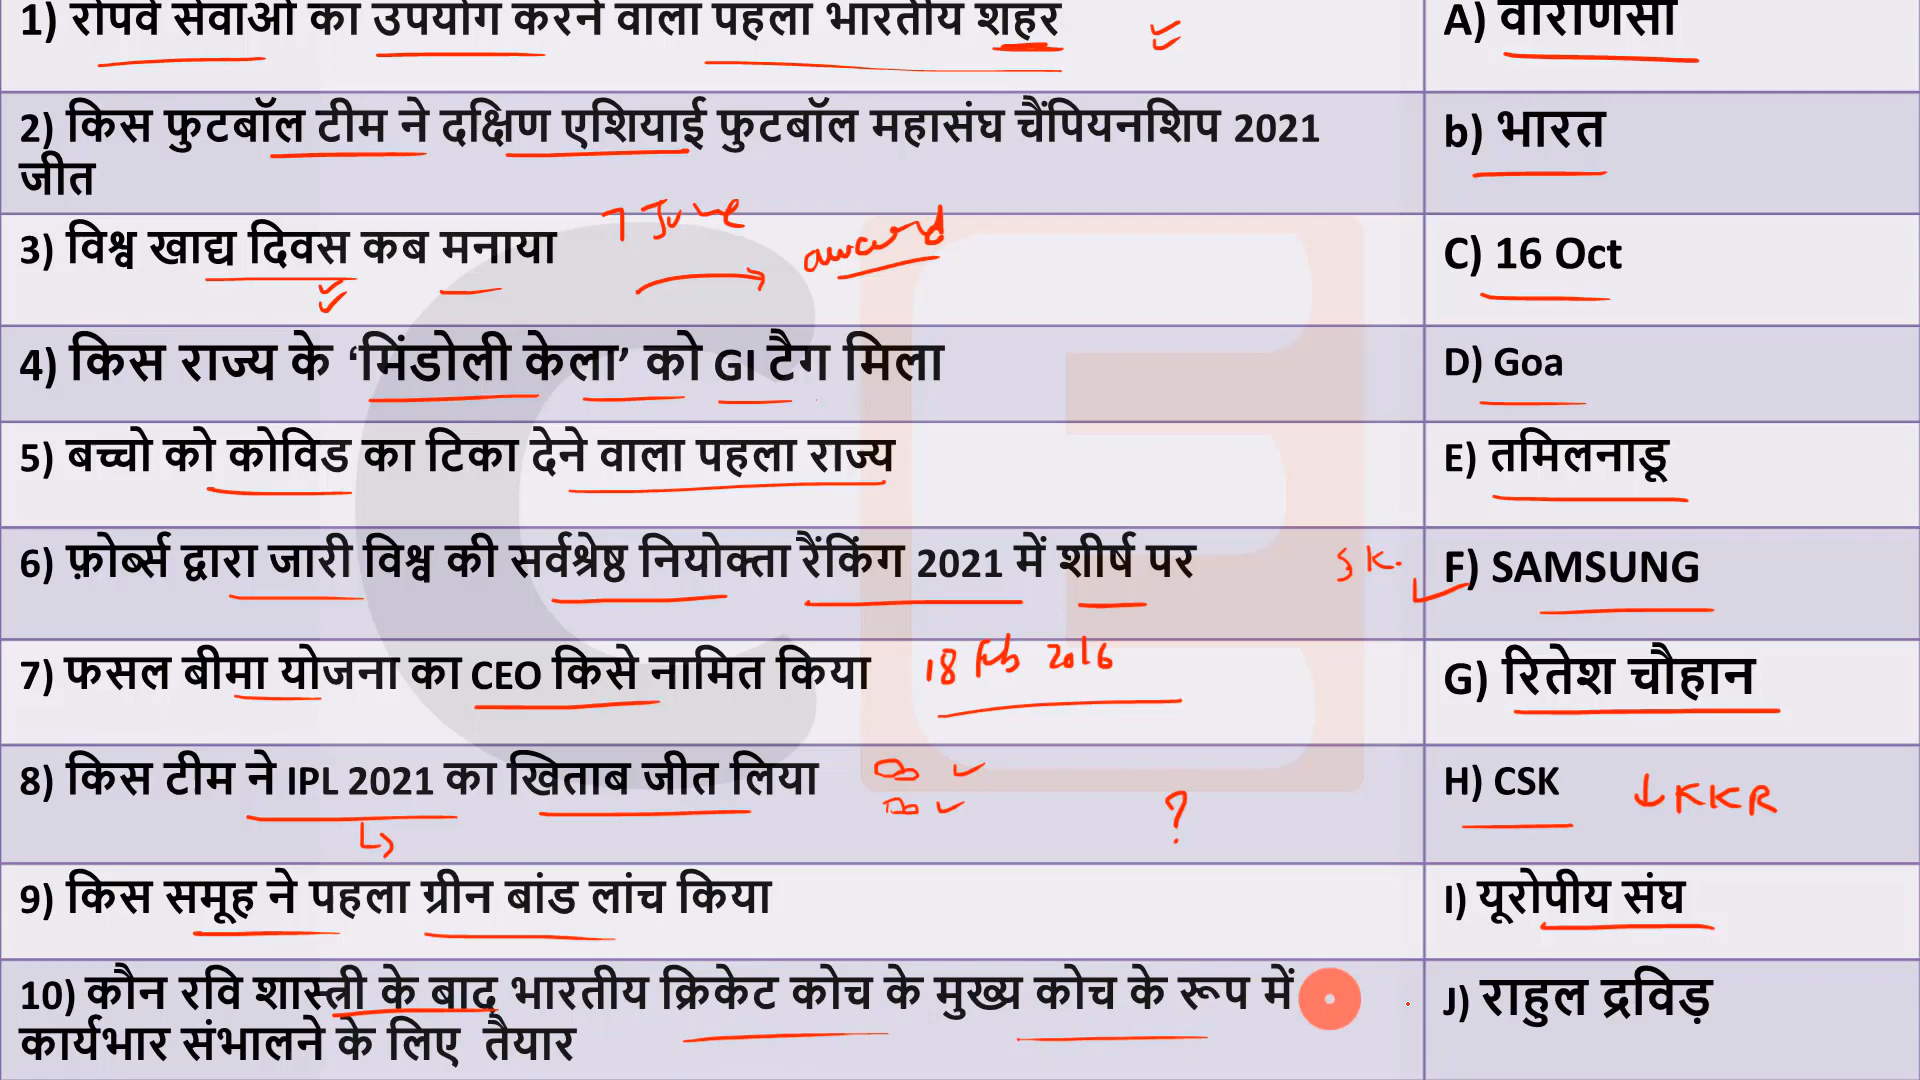 1) रोपवे सेवाओं का उपयोग करने वाला पहला भारतीय शहर
A) वाराणसी
2) किस फुटबॉल टीम ने दक्षिण एशियाई फुटबॉल महासंघ चैंपियनशिप 2021
जीत
b) भारत
7 June
3) विश्व खाद्य दिवस कब मनाया
award
C) 16 Oct
4) किस राज्य के ‘मिंडोली केला’ को GI टैग मिला
D) Goa
5) बच्चो को कोविड का टिका देने वाला पहला राज्य
E) तमिलनाडू
6) फ़ोर्ब्स द्वारा जारी विश्व की सर्वश्रेष्ठ नियोक्ता रैंकिंग 2021 में शीर्ष पर
SK.
F) SAMSUNG
7) फसल बीमा योजना का CEO किसे नामित किया
18 Feb 2016
G) रितेश चौहान
8) किस टीम ने IPL 2021 का खिताब जीत लिया
?
H) CSK
KKR
9) किस समूह ने पहला ग्रीन बांड लांच किया
I) यूरोपीय संघ
10) कौन रवि शास्त्री के बाद भारतीय क्रिकेट कोच के मुख्य कोच के रूप में
कार्यभार संभालने के लिए तैयार
J) राहुल द्रविड़
CE